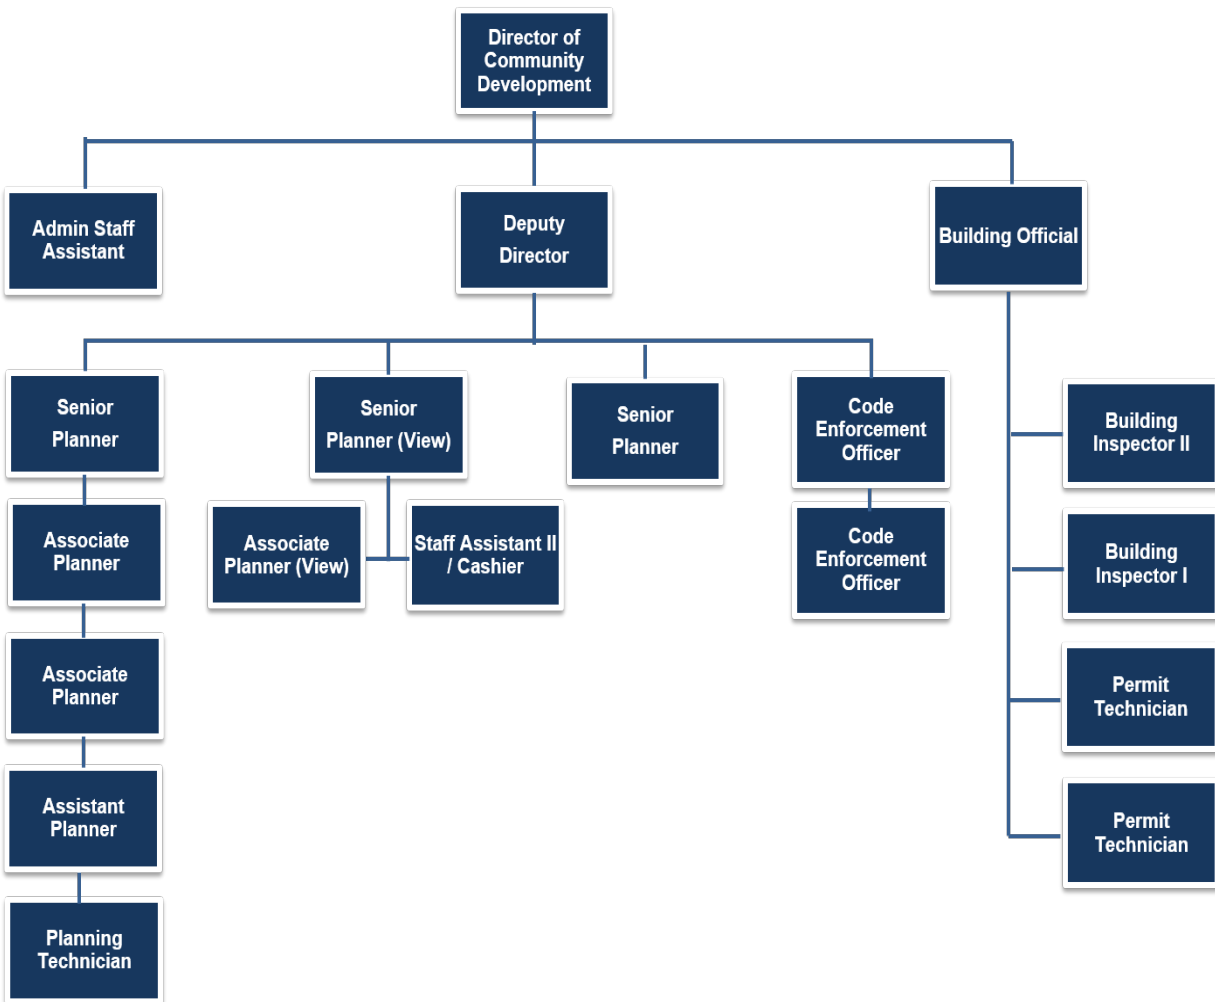 Director of
Community
Development
Admin Staff
Assistant
Deputy
Director
Building Official
Senior
Planner
Senior
Planner (View)
Senior
Planner
Code
Enforcement
Officer
Building
Inspector II
Associate
Planner
Associate
Planner (View)
Staff Assistant II
/ Cashier
Code
Enforcement
Officer
Building
Inspector I
Associate
Planner
Permit
Technician
Assistant
Planner
Permit
Technician
Planning
Technician